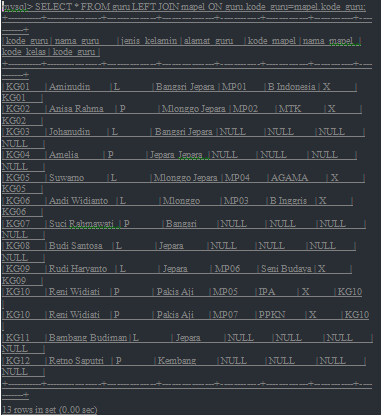 mysql> SELECT * FROM guru LEFT JOIN mapel ON guru.kode_guru=mapel.kode_guru;
+-----------+----------------+---------------+---------------+------------+-------------+------------+-----------+
| kode_guru | nama_guru | jenis_kelamin | alamat_guru | kode_mapel | nama_mapel |
kode_kelas | kode_guru |
+-----------+----------------+---------------+---------------+------------+-------------+------------+-----------+
| KG01 | Aminudin | L | Bangsri Jepara | MP01 | B Indonesia | X |
KG01 |
| KG02 | Anisa Rahma | P | Mlonggo Jepara | MP02 | MTK | X |
KG02 |
| KG03 | Johanudin | L | Bangsri Jepara | NULL | NULL | NULL |
NULL |
| KG04 | Amelia | P | Jepara Jepara | NULL | NULL | NULL |
NULL |
| KG05 | Suwarno | L | Mlonggo Jepara | MP04 | AGAMA | X |
KG05 |
| KG06 | Andi Widianto | L | Mlonggo | MP03 | B Inggris | X |
KG06 |
| KG07 | Suci Rahmawati | P | Bangsri | NULL | NULL | NULL |
NULL |
| KG08 | Budi Santosa | L | Jepara | NULL | NULL | NULL |
NULL |
| KG09 | Rudi Haryanto | L | Jepara | MP06 | Seni Budaya | X |
KG09 |
| KG10 | Reni Widiati | P | Pakis Aji | MP05 | IPA | X | KG10
|
| KG10 | Reni Widiati | P | Pakis Aji | MP07 | PPKN | X | KG10
|
| KG11 | Bambang Budiman | L | Jepara | NULL | NULL | NULL |
NULL |
| KG12 | Retno Saputri | P | Kembang | NULL | NULL | NULL |
NULL |
+-----------+----------------+---------------+---------------+------------+-------------+------------+-----------+
13 rows in set (0.00 sec)